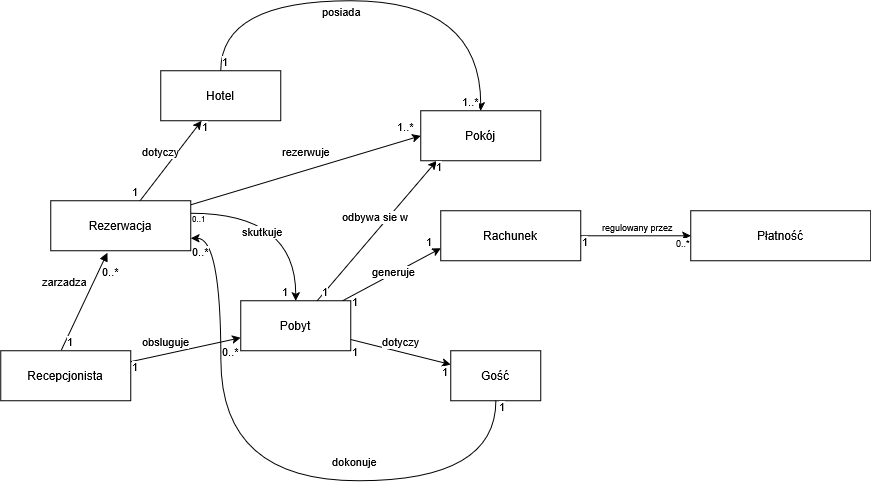 posiada
1
Hotel
1..*
1
1..*
Pokój
dotyczy
rezerwuje
1
1
Rezerwacja
0..1
odbywa sie w
Rachunek
regulowany przez
Płatność
skutkuje
1
1
0..*
0..*
0..*
generuje
zarzadza
1
1
1
Pobyt
1
obsluguje
dotyczy
0..*
1
Recepcjonista
1
1
Gość
1
dokonuje